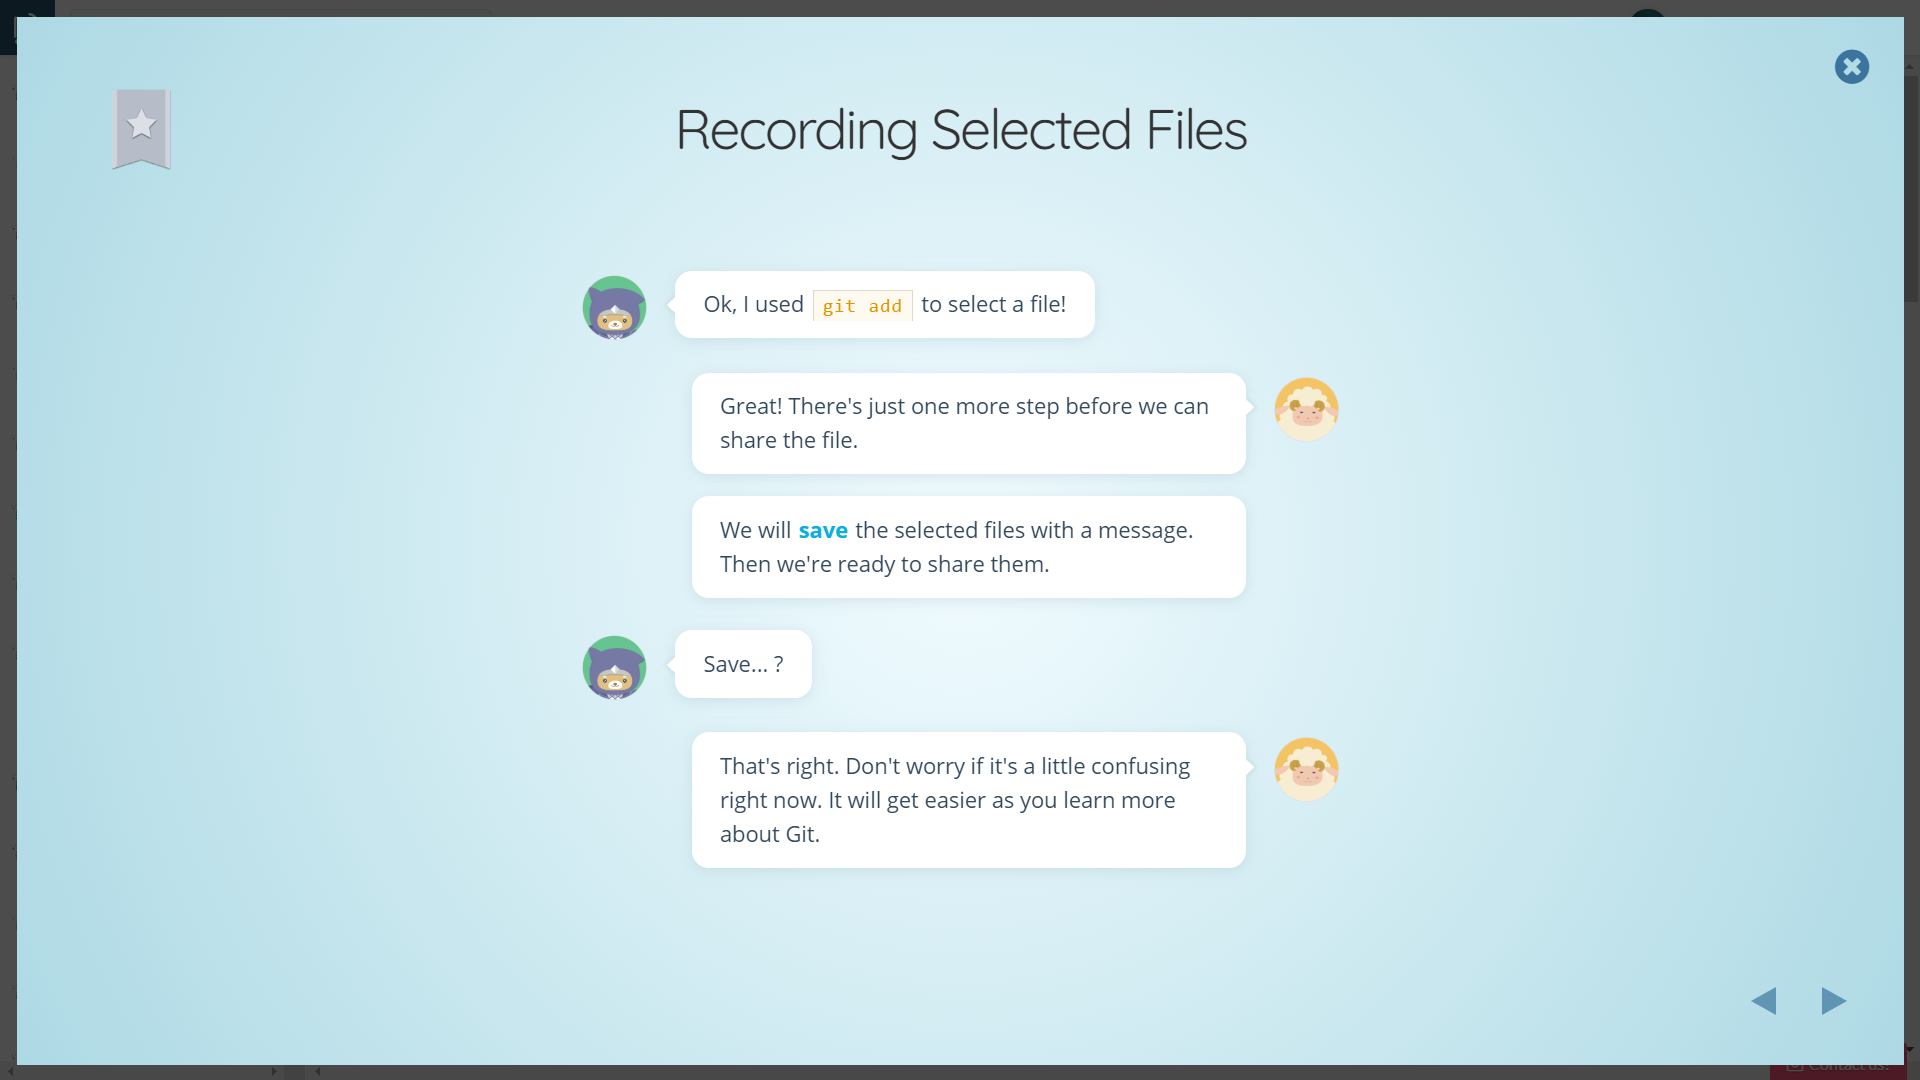 Recording Selected Files
Ok, I used git add to select a file!
Great! There's just one more step before we can
share the file.
We will save the selected files with a message.
Then we're ready to share them.
Save... ?
That's right. Don't worry if it's a little confusing
right now. It will get easier as you learn more
about Git.
Contact us!